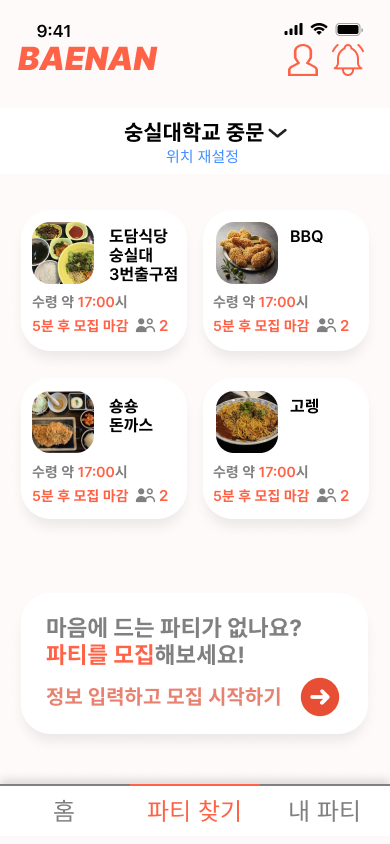 9:41
BAENAN
숭실대학교 중문
위치 재설정
도담식당
숭실대
3번출구점
수령 약 17:00시
5분 후 모집 마감 2
BBQ
수령 약 17:00시
5분 후 모집 마감 2
숑숑
돈까스
수령 약 17:00시
5분 후 모집 마감 2
고렝
수령 약 17:00시
5분 후 모집 마감 2
마음에 드는 파티가 없나요?
파티를 모집해보세요!
정보 입력하고 모집 시작하기
홈 파티 찾기 내 파티